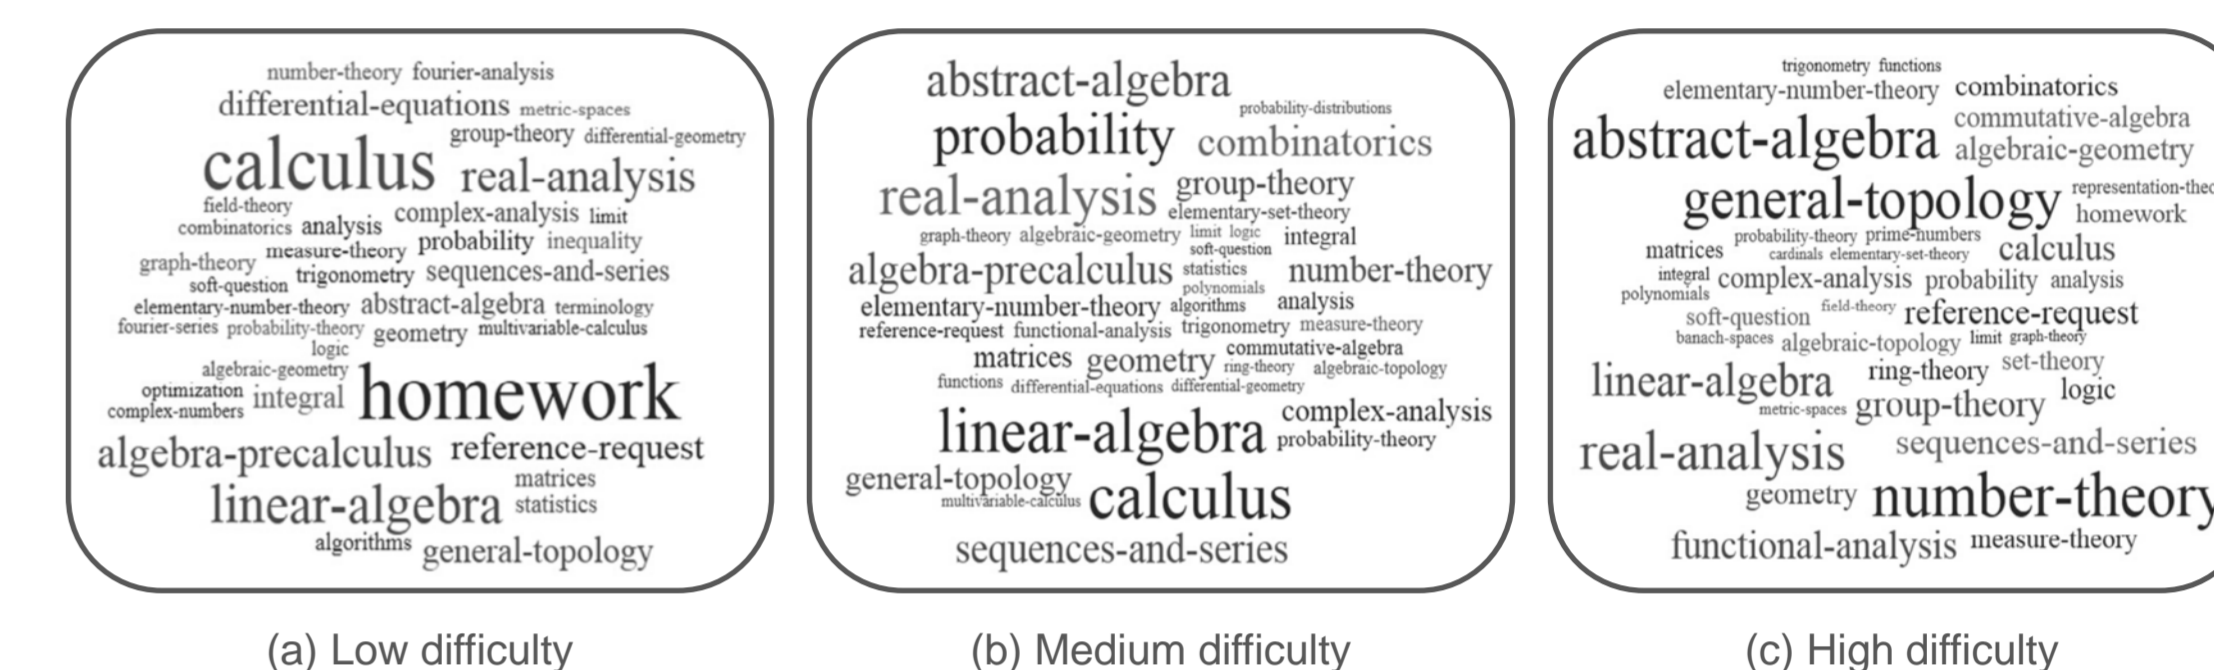 number-theory fourier-analysis
differential-equations metric-spaces
group-theory differential-geometry
calculus real-analysis
field-theory
complex-analysis limit
combinatorics analysis
probability inequality
measure-theory
graph-theory
trigonometry sequences-and-series
soft-question
elementary-number-theory abstract-algebra terminology
fourier-series probability-theory geometry multivariable-calculus
logic
algebraic-geometry
homework
optimization integral
complex-numbers
algebra-precalculus reference-request
matrices
linear-algebra statistics
algorithms general-topology
(a) Low difficulty
abstract-algebra
probability-distributions
probability combinatorics
real-analysis group-theory
elementary-set-theory
graph-theory algebraic-geometry limit logic integral
soft-question
algebra-precalculus statistics number-theory
polynomials
elementary-number-theory algorithms analysis
reference-request functional-analysis trigonometry measure-theory
matrices geometry commutative-algebra
ring-theory algebraic-topology
functions differential-equations differential-geometry
linear-algebra complex-analysis
probability-theory
general-topology
multivariable-calculus calculus
sequences-and-series
(b) Medium difficulty
trigonometry functions
elementary-number-theory combinatorics
abstract-algebra commutative-algebra
algebraic-geometry
general-topology representation-theo
homework
probability-theory prime-numbers
matrices cardinals elementary-set-theory calculus
integral complex-analysis probability analysis
polynomials
soft-question field-theory reference-request
banach-spaces algebraic-topology limit graph-theory
linear-algebra ring-theory set-theory
logic
metric-spaces group-theory
real-analysis sequences-and-series
geometry number-theory
functional-analysis measure-theory
(c) High difficulty